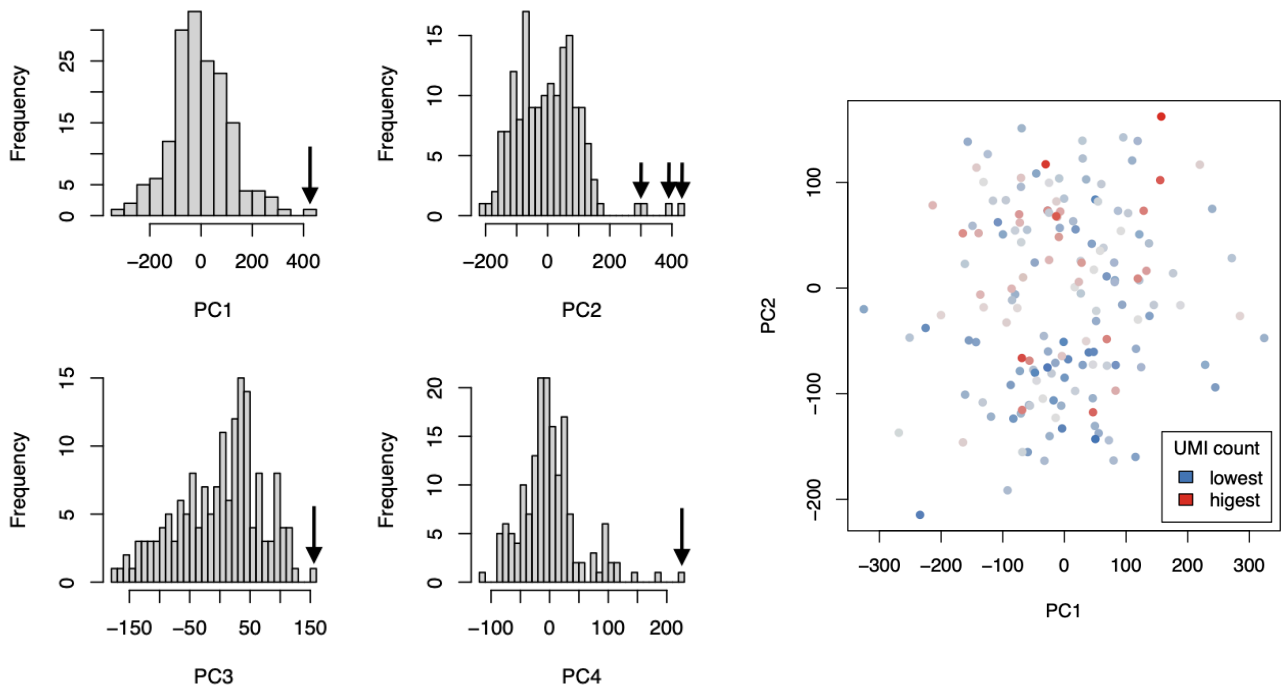 Frequency
25
15
5
0
−200 0 200 400
PC1
Frequency
15
10
5
0
−200 0 200 400
PC2
Frequency
15
10
5
0
−150 −50 50 150
PC3
Frequency
20
15
10
5
0
−100 0 100 200
PC4
PC2
100
0
−100
−200
−300 −200 −100 0 100 200 300
PC1
UMI count
lowest
higest